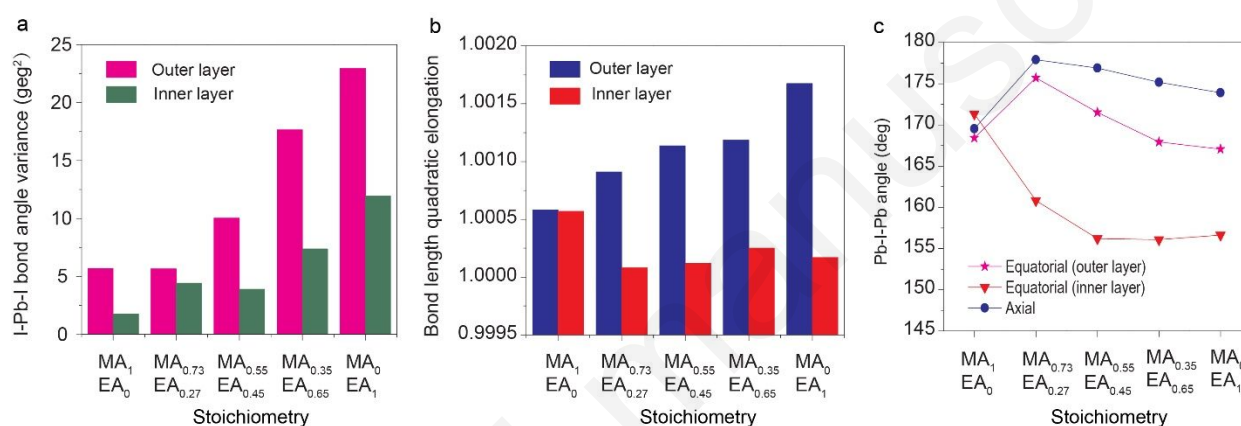 a
I-Pb-I bond angle variance (geg²)
25
20
15
10
5
0
Outer layer
Inner layer
MA₁ MA₀.₇₃ MA₀.₅₅ MA₀.₃₅ MA₀
EA₀ EA₀.₂₇ EA₀.₄₅ EA₀.₆₅ EA₁
Stoichiometry
b
Bond length quadratic elongation
1.0020
1.0015
1.0010
1.0005
1.0000
0.9995
Outer layer
Inner layer
MA₁ MA₀.₇₃ MA₀.₅₅ MA₀.₃₅ MA₀
EA₀ EA₀.₂₇ EA₀.₄₅ EA₀.₆₅ EA₁
Stoichiometry
c
Pb-I-Pb angle (deg)
180
175
170
165
160
155
150
145
Equatorial (outer layer)
Equatorial (inner layer)
Axial
MA₁ MA₀.₇₃ MA₀.₅₅ MA₀.₃₅ MA
EA₀ EA₀.₂₇ EA₀.₄₅ EA₀.₆₅ EA₁
Stoichiometry